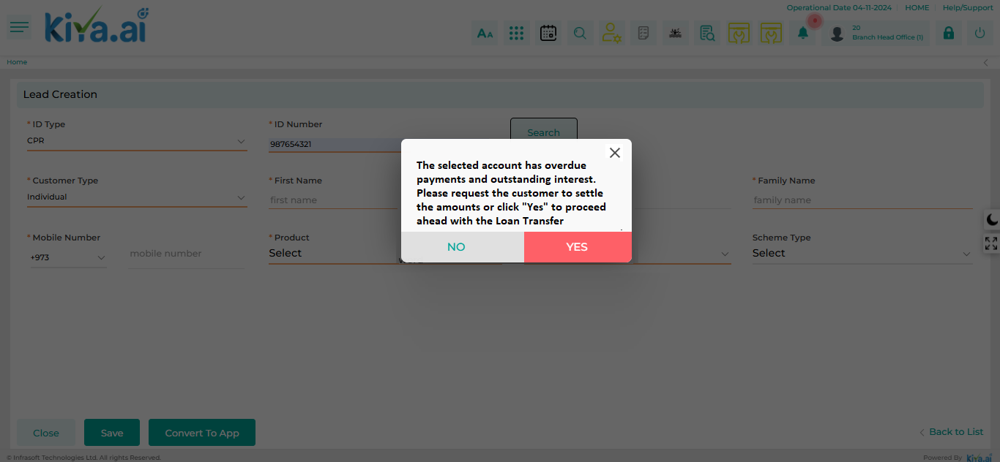 Operational Date 04-11-2024 HOME Help/Support
Kiya.ai
AA
20
Branch Head Office (1)
Home
Lead Creation
* ID Type
* ID Number
Search
CPR
987654321
The selected account has overdue
payments and outstanding interest.
Please request the customer to settle
the amounts or click "Yes" to proceed
ahead with the Loan Transfer
NO
YES
* Customer Type
* First Name
* Family Name
Individual
first name
family name
* Mobile Number
* Product
Scheme Type
+973
mobile number
Select
Select
Close
Save
Convert To App
Back to List
© Infrasoft Technologies Ltd. All rights Reserved.
Powered By Kiya.ai